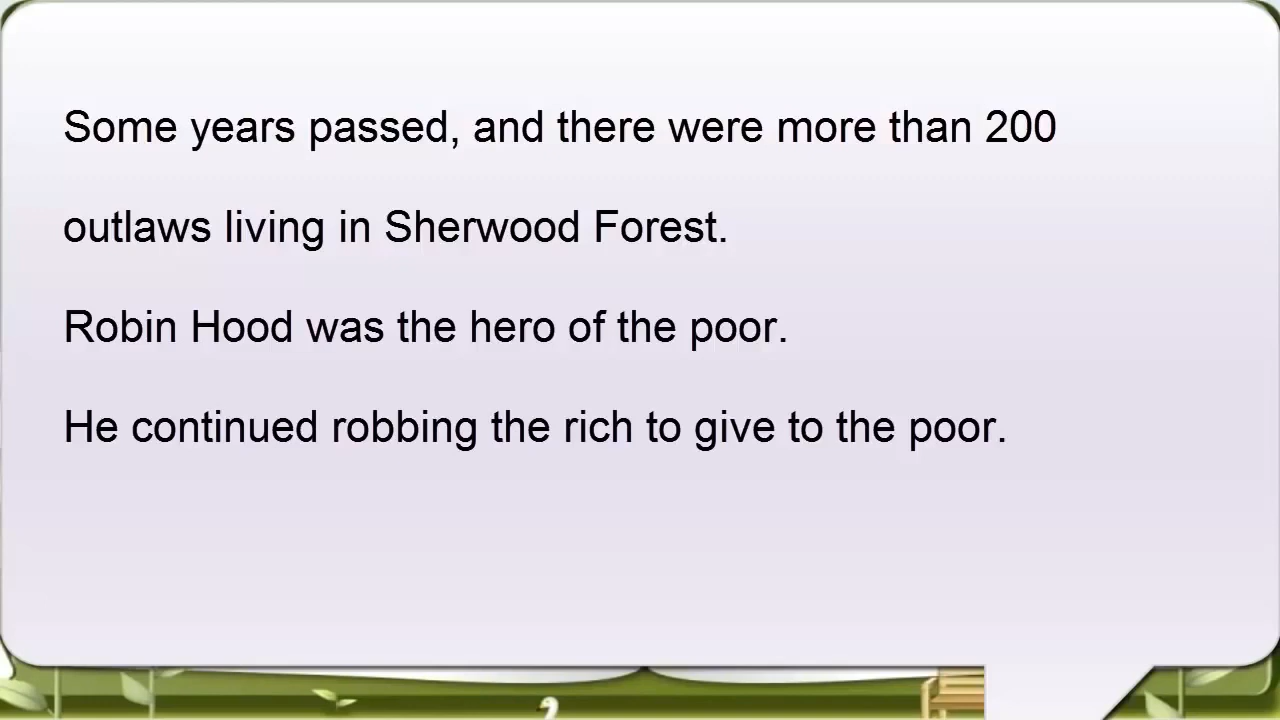 Some years passed, and there were more than 200
outlaws living in Sherwood Forest.
Robin Hood was the hero of the poor.
He continued robbing the rich to give to the poor.